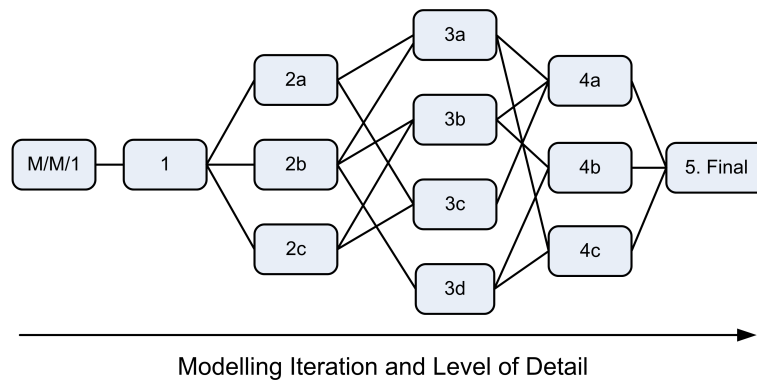 M/M/1
1
2a
2b
2c
3a
3b
3c
3d
4a
4b
4c
5. Final
Modelling Iteration and Level of Detail